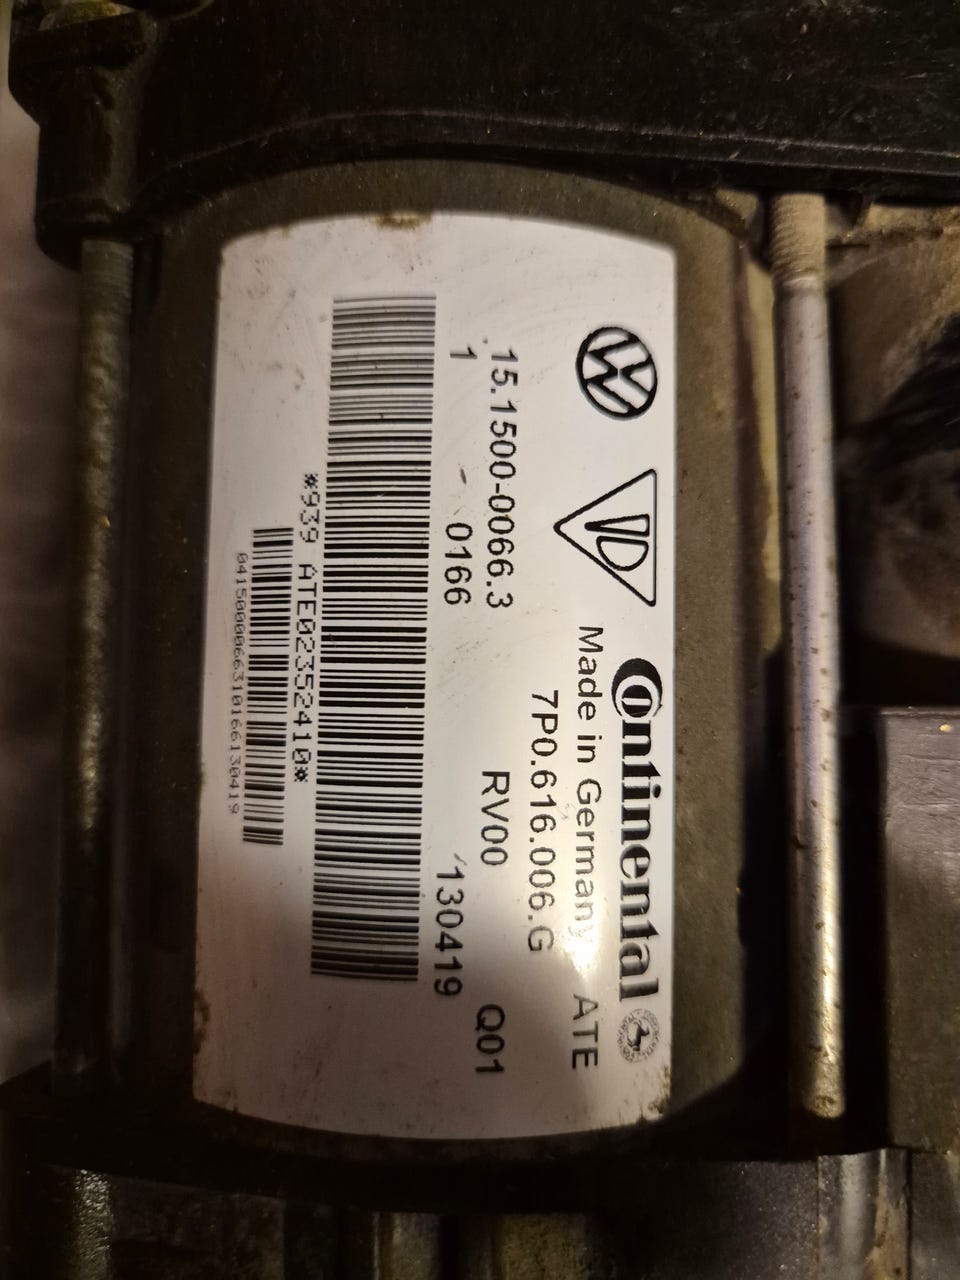 Continental
Made in Germany ATE
7P0.616.006.G
15.1500-0066.3 RV00 Q01
1 0166 130419
*939 ATE02352410*
0415000066310166130419